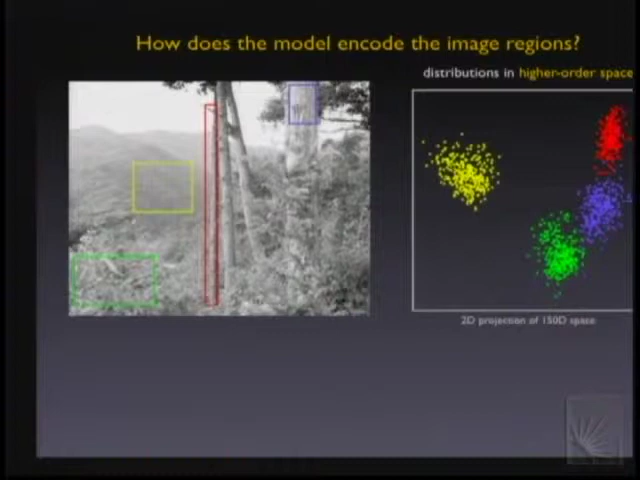 How does the model encode the image regions?
distributions in higher-order space
2D projection of 150D space